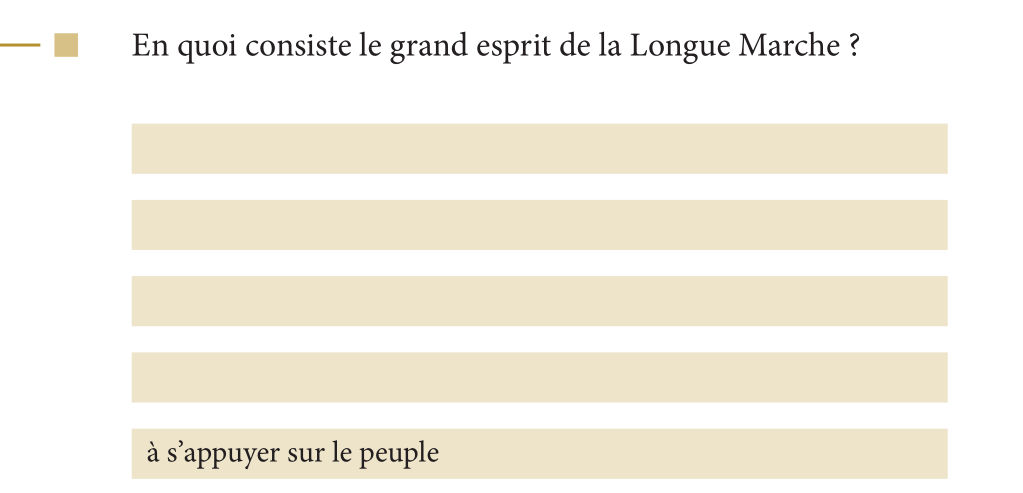 En quoi consiste le grand esprit de la Longue Marche ?
à s’appuyer sur le peuple